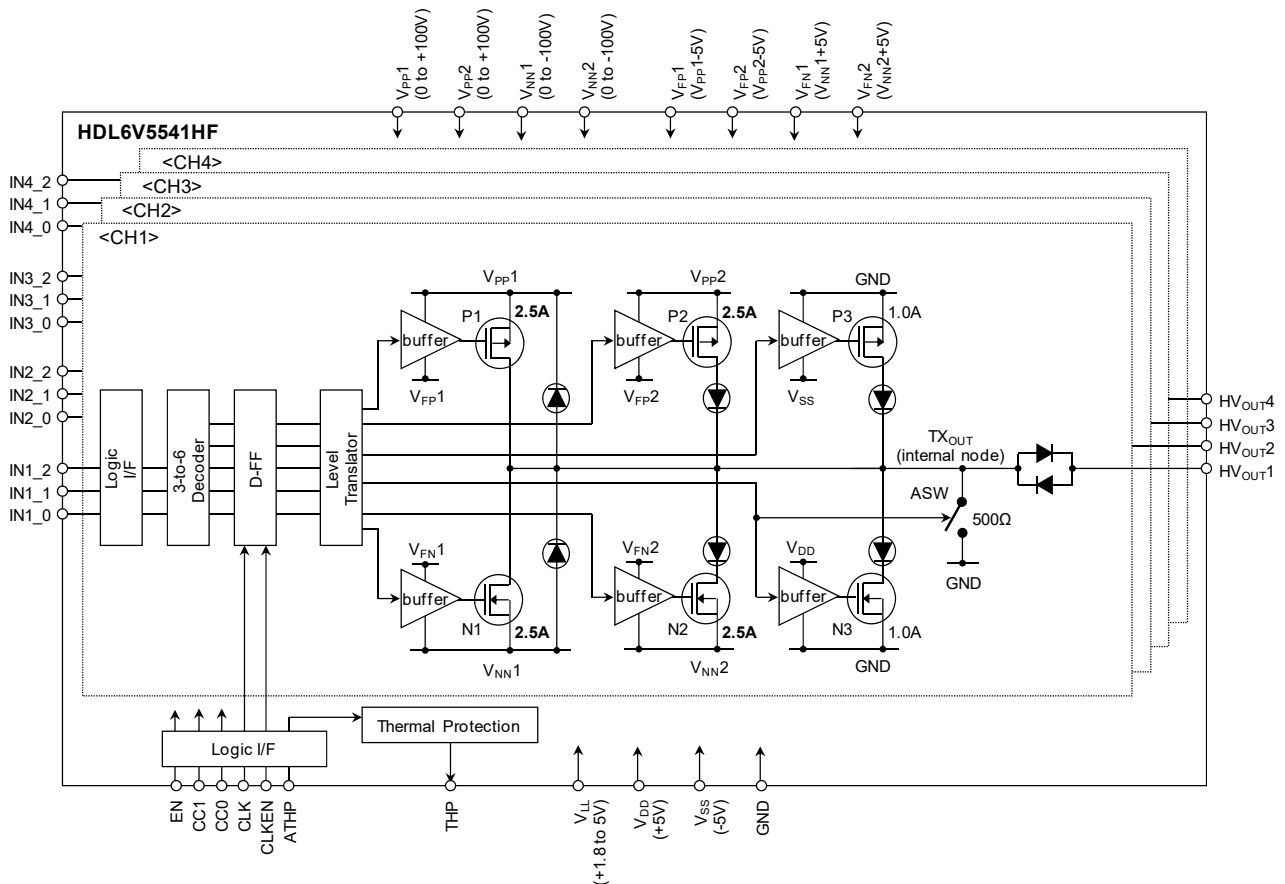 VPP1
(0 to +100V)
VPP2
(0 to +100V)
VNN1
(0 to -100V)
VNN2
(0 to -100V)
VFP1
(VPP1-5V)
VFP2
(VPP2-5V)
VFN1
(VNN1+5V)
VFN2
(VNN2+5V)
HDL6V5541HF
<CH4>
<CH3>
<CH2>
<CH1>
IN4_2
IN4_1
IN4_0
IN3_2
IN3_1
IN3_0
IN2_2
IN2_1
IN2_0
IN1_2
IN1_1
IN1_0
Logic
I/F
3-to-6
Decoder
D-FF
Level
Translator
VPP1
P1
2.5A
buffer
VFP1
VPP2
P2
2.5A
buffer
VFP2
GND
P3
1.0A
buffer
VSS
TXOUT
(internal node)
ASW
500Ω
GND
HVOUT4
HVOUT3
HVOUT2
HVOUT1
VFN1
buffer
N1
2.5A
VNN1
VFN2
buffer
N2
2.5A
VNN2
VDD
buffer
N3
1.0A
GND
Thermal Protection
Logic I/F
EN
CC1
CC0
CLK
CLKEN
ATHP
THP
VLL
(+1.8 to 5V)
VDD
(+5V)
VSS
(-5V)
GND